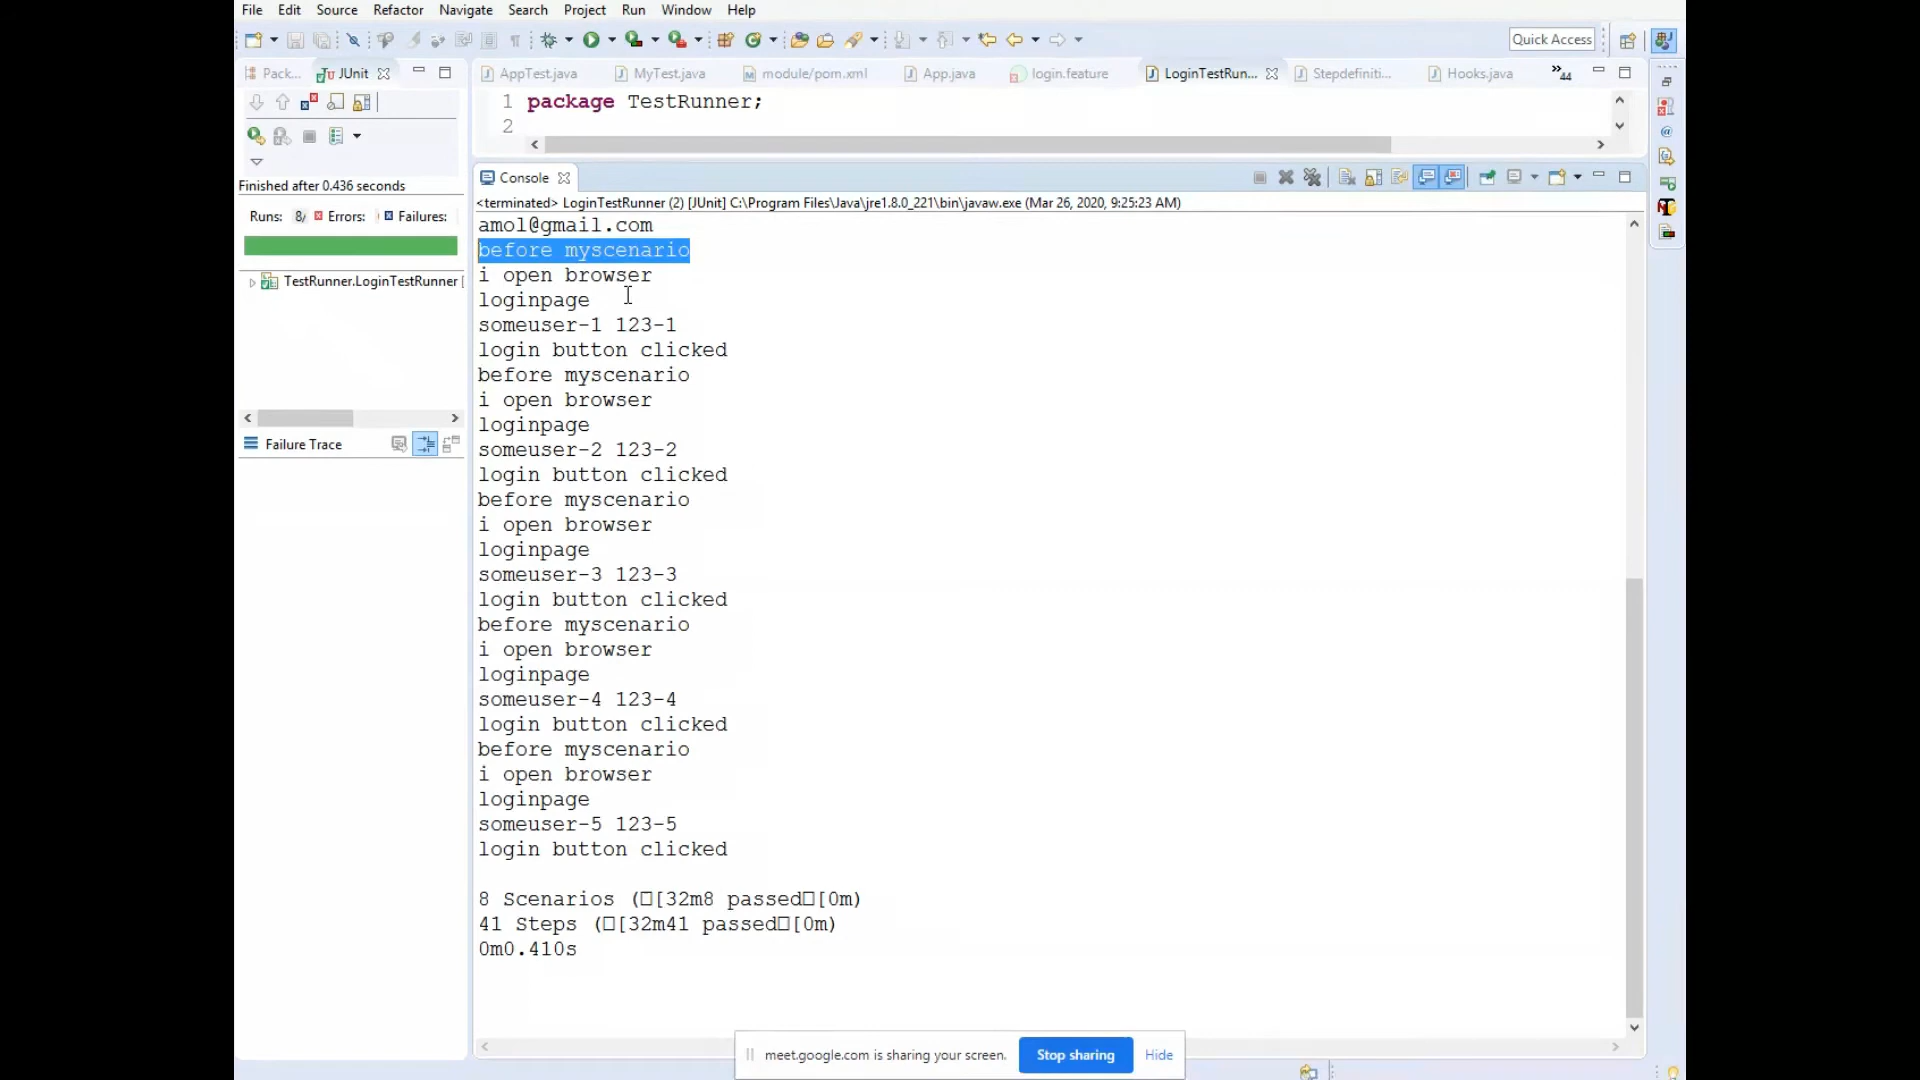 File Edit Source Refactor Navigate Search Project Run Window Help
Quick Access
Pack... JUnit
AppTest.java MyTest.java module/pom.xml App.java login.feature LoginTestRun... Stepdefiniti... Hooks.java »44
1 package TestRunner;
2
Finished after 0.436 seconds
Runs: 8/ Errors: Failures:
TestRunner.LoginTestRunner [
Failure Trace
Console
<terminated> LoginTestRunner (2) [JUnit] C:\Program Files\Java\jre1.8.0_221\bin\javaw.exe (Mar 26, 2020, 9:25:23 AM)
amol@gmail.com
before myscenario
i open browser
loginpage
someuser-1 123-1
login button clicked
before myscenario
i open browser
loginpage
someuser-2 123-2
login button clicked
before myscenario
i open browser
loginpage
someuser-3 123-3
login button clicked
before myscenario
i open browser
loginpage
someuser-4 123-4
login button clicked
before myscenario
i open browser
loginpage
someuser-5 123-5
login button clicked
8 Scenarios (□[32m8 passed□[0m)
41 Steps (□[32m41 passed□[0m)
0m0.410s
meet.google.com is sharing your screen. Stop sharing Hide